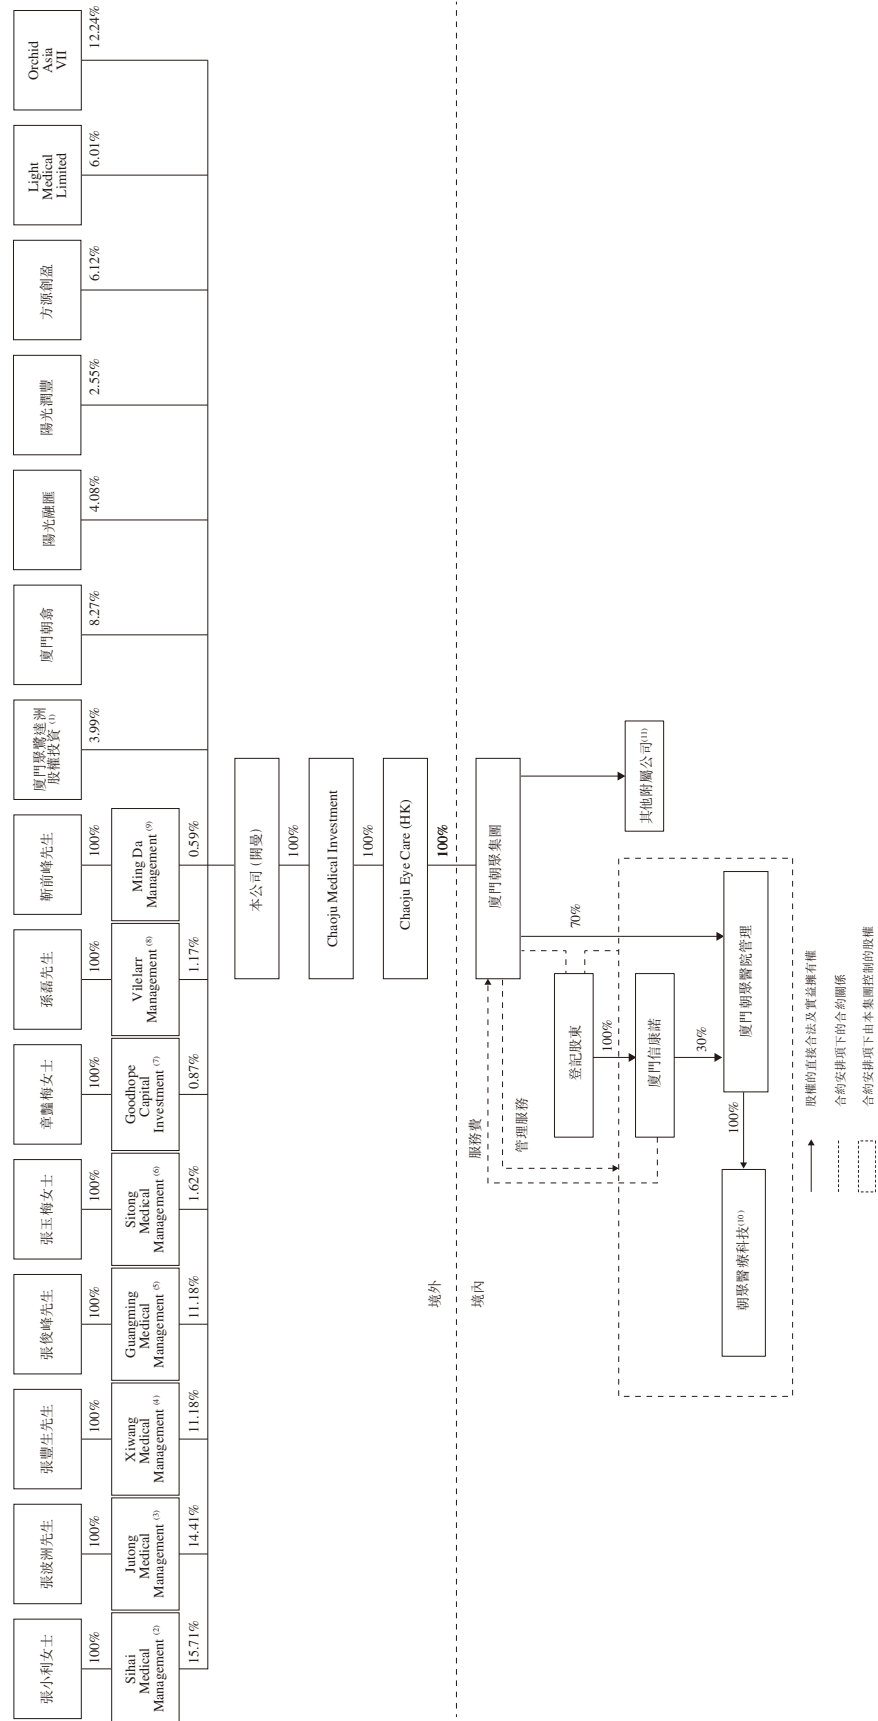 張小利女士
張波洲先生
張豐生先生
張俊峰先生
張玉梅女士
章豔梅女士
孫磊先生
靳前峰先生
廈門聚鷺達洲
股權投資 (1)
廈門朝翕
陽光融匯
陽光潤豐
方源創盈
Light
Medical
Limited
Orchid
Asia
VII
100%
100%
100%
100%
100%
100%
100%
100%
3.99%
8.27%
4.08%
2.55%
6.12%
6.01%
12.24%
Sihai
Medical
Management (2)
Jutong
Medical
Management (3)
Xiwang
Medical
Management (4)
Guangming
Medical
Management (5)
Sitong
Medical
Management (6)
Goodhope
Capital
Investment (7)
Vilelarr
Management (8)
Ming Da
Management (9)
15.71%
14.41%
11.18%
11.18%
1.62%
0.87%
1.17%
0.59%
本公司 (開曼)
100%
Chaoju Medical Investment
100%
Chaoju Eye Care (HK)
100%
境外
境內
廈門朝聚集團
服務費
管理服務
登記股東
70%
100%
其他附屬公司(11)
廈門信康諾
30%
朝聚醫療科技(10)
100%
廈門朝聚醫院管理
股權的直接合法及實益擁有權
合約安排項下的合約關係
合約安排項下由本集團控制的股權